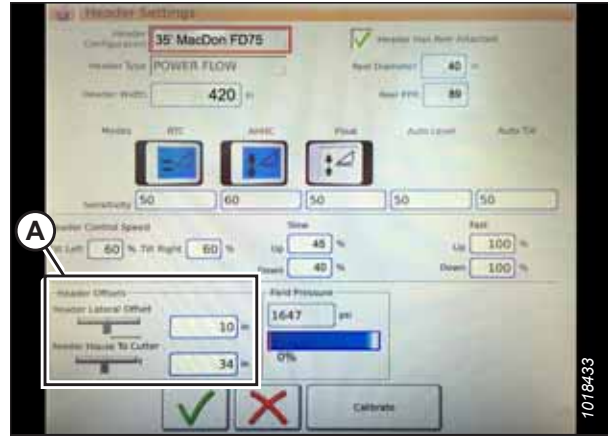 Header Settings
Header Configuration 35' MacDon FD75 Header Has Reel Attached
Header Type POWER FLOW Reel Diameter 40 in
Header Width 420 in Reel PPR 89
Modes RTC AHHC Float Auto Level Auto Tilt
Sensitivity 50 60 50 50 50
Header Control Speed Slow Fast
Tilt Left 60 % Tilt Right 60 % Up 45 % Up 100 %
Down 40 % Down 100 %
A
Header Offsets Field Pressure
Header Lateral Offset
10 in 1647 psi
Feeder House To Cutter
34 in 0%
Calibrate
1018433